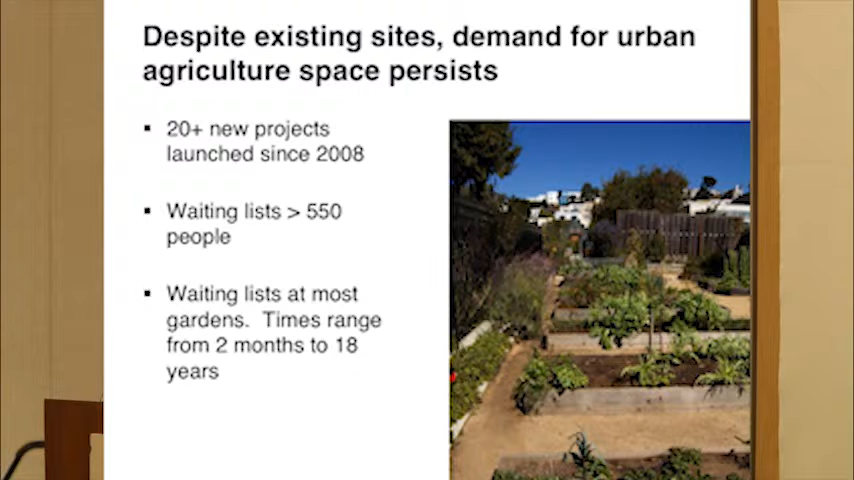 Despite existing sites, demand for urban
agriculture space persists
▪ 20+ new projects
launched since 2008
▪ Waiting lists > 550
people
▪ Waiting lists at most
gardens. Times range
from 2 months to 18
years